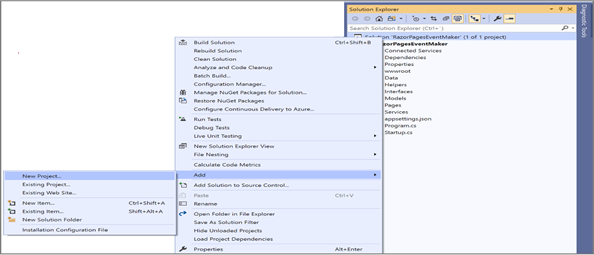 Solution Explorer
Search Solution Explorer (Ctrl+;)
Solution 'RazorPagesEventMaker' (1 of 1 project)
RazorPagesEventMaker
Connected Services
Dependencies
Properties
wwwroot
Data
Helpers
Interfaces
Models
Pages
Services
appsettings.json
Program.cs
Startup.cs
Diagnostic Tools
Build Solution Ctrl+Shift+B
Rebuild Solution
Clean Solution
Analyze and Code Cleanup
Batch Build...
Configuration Manager...
Manage NuGet Packages for Solution...
Restore NuGet Packages
Configure Continuous Delivery to Azure...
Run Tests
Debug Tests
Live Unit Testing
New Solution Explorer View
File Nesting
Calculate Code Metrics
Add
Add Solution to Source Control...
Paste Ctrl+V
Rename
Open Folder in File Explorer
Save As Solution Filter
Hide Unloaded Projects
Load Project Dependencies
Properties Alt+Enter
New Project...
Existing Project...
Existing Web Site...
New Item... Ctrl+Shift+A
Existing Item... Shift+Alt+A
New Solution Folder
Installation Configuration File